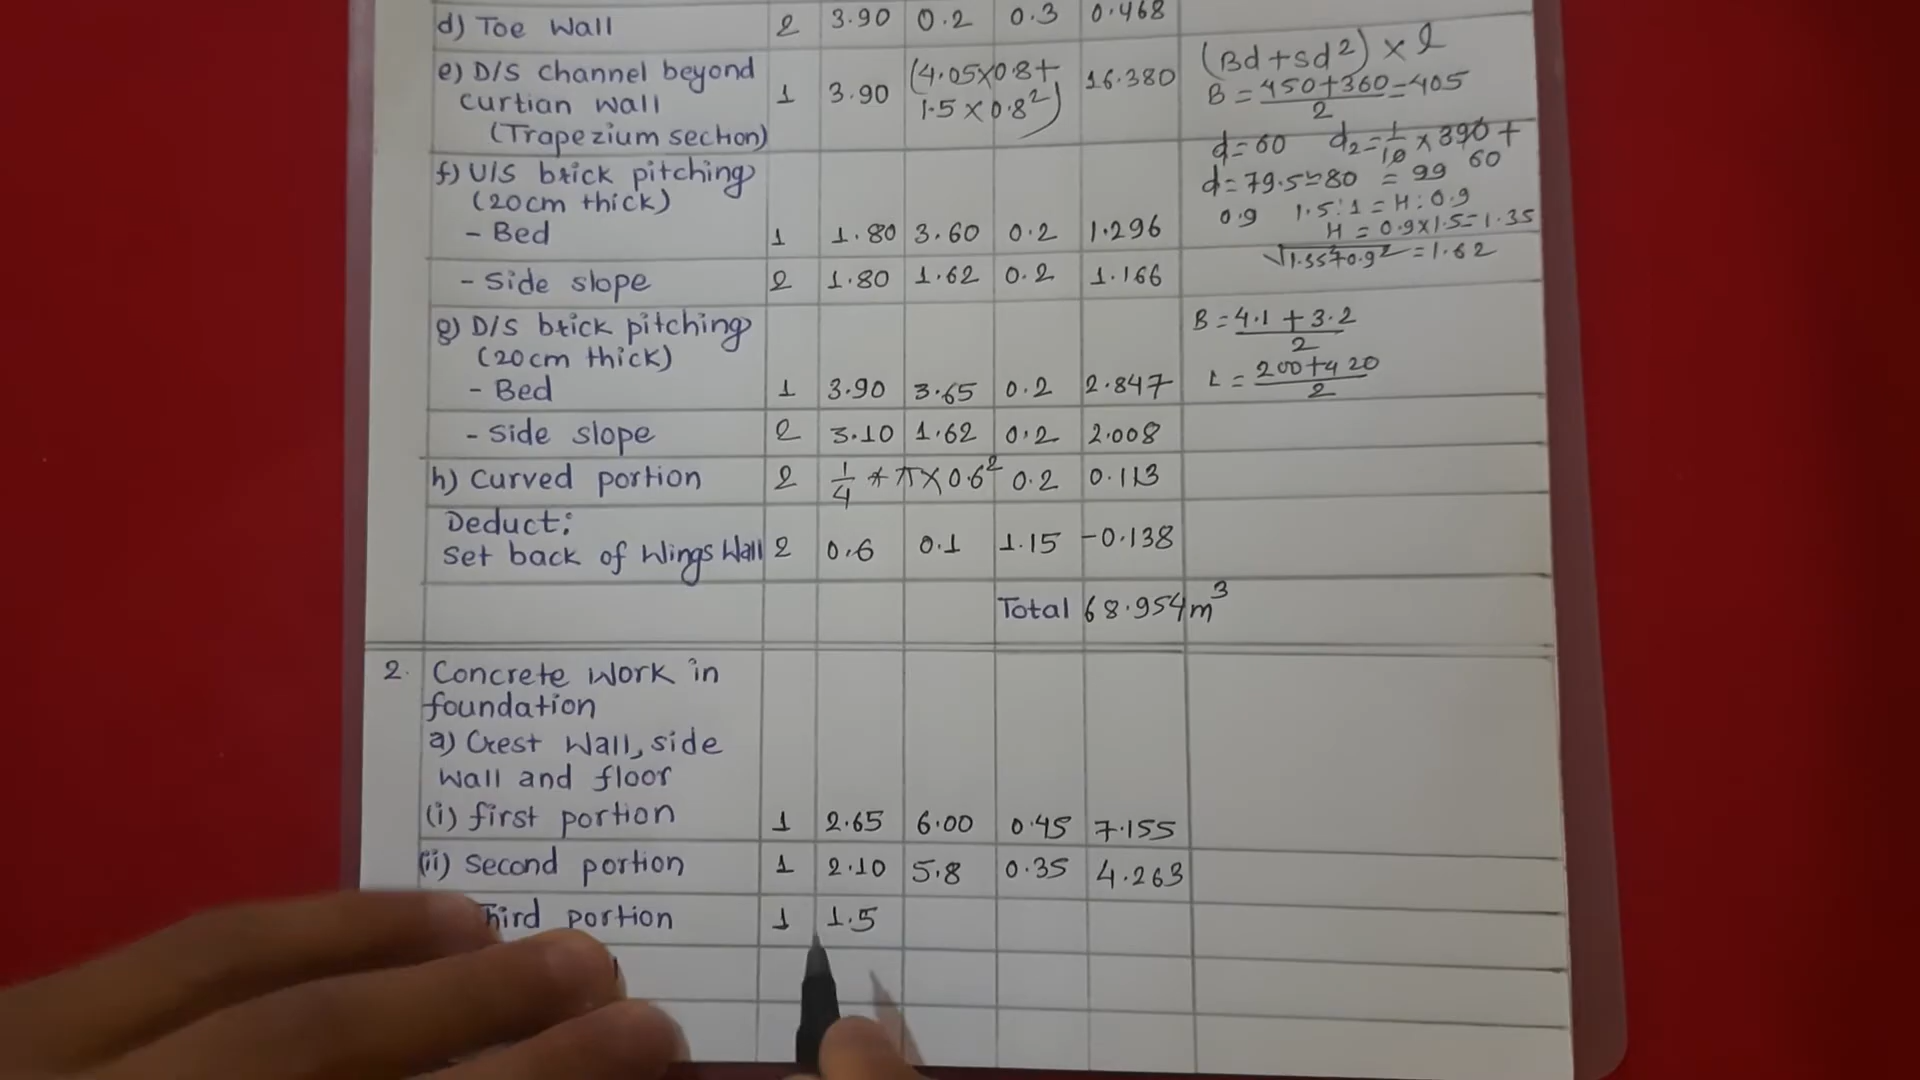 d) Toe Wall 2 3.90 0.2 0.3 0.468
e) D/S channel beyond curtian wall (Trapezium section) 1 3.90 (4.05x0.8+ 1.5x0.8²) 16.380
(Bd+sd²) x l
B = 450+360/2 = 405
d=60 d2=1/10 x 390 + 60
d=79.5≃80 = 99
f) U/S brick pitching
(20cm thick)
0.9 1.5:1 = H:0.9
- Bed 1 1.80 3.60 0.2 1.296
H = 0.9x1.5=1.35
√1.35²+0.9² = 1.62
- Side slope 2 1.80 1.62 0.2 1.166
g) D/S brick pitching
(20cm thick)
B = 4.1 + 3.2/2
- Bed 1 3.90 3.65 0.2 2.847
L = 200+420/2
- Side slope 2 3.10 1.62 0.2 2.008
h) Curved portion 2 1/4 * π x 0.6² 0.2 0.113
Deduct:
Set back of Wings Wall 2 0.6 0.1 1.15 -0.138
Total 68.954m³
2. Concrete Work in
foundation
a) Crest Wall, side
wall and floor
(i) first portion 1 2.65 6.00 0.45 7.155
(ii) Second portion 1 2.10 5.8 0.35 4.263
Third portion 1 1.5